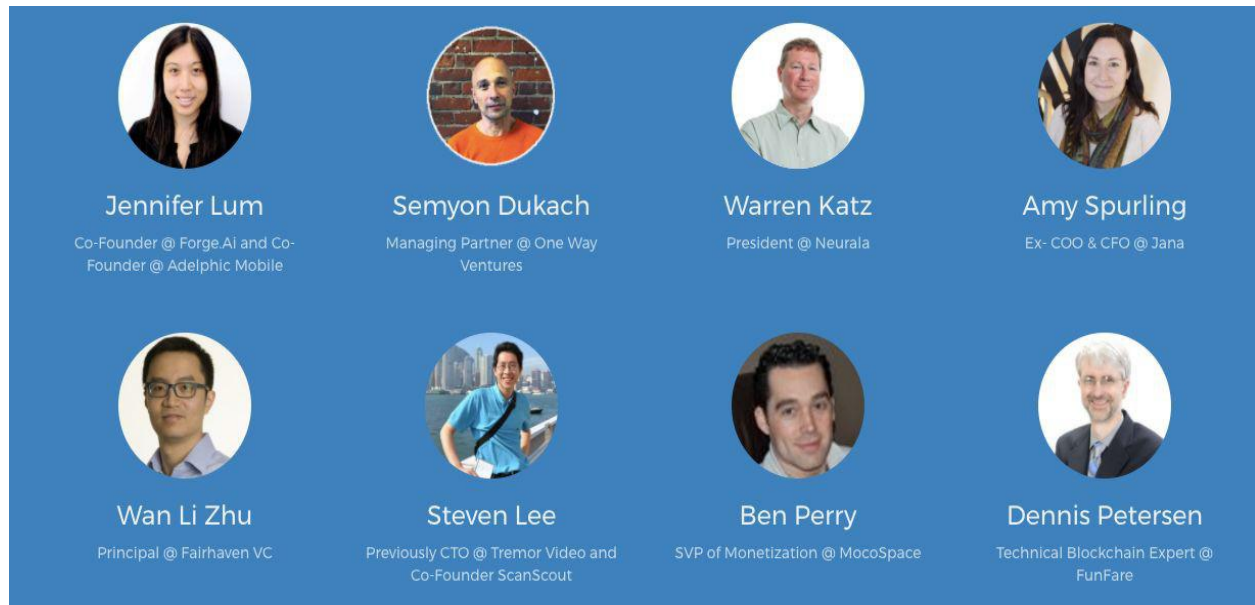 Jennifer Lum
Co-Founder @ Forge.Ai and Co-
Founder @ Adelphic Mobile
Semyon Dukach
Managing Partner @ One Way
Ventures
Warren Katz
President @ Neurala
Amy Spurling
Ex- COO & CFO @ Jana
Wan Li Zhu
Principal @ Fairhaven VC
Steven Lee
Previously CTO @ Tremor Video and
Co-Founder ScanScout
Ben Perry
SVP of Monetization @ MocoSpace
Dennis Petersen
Technical Blockchain Expert @
FunFare